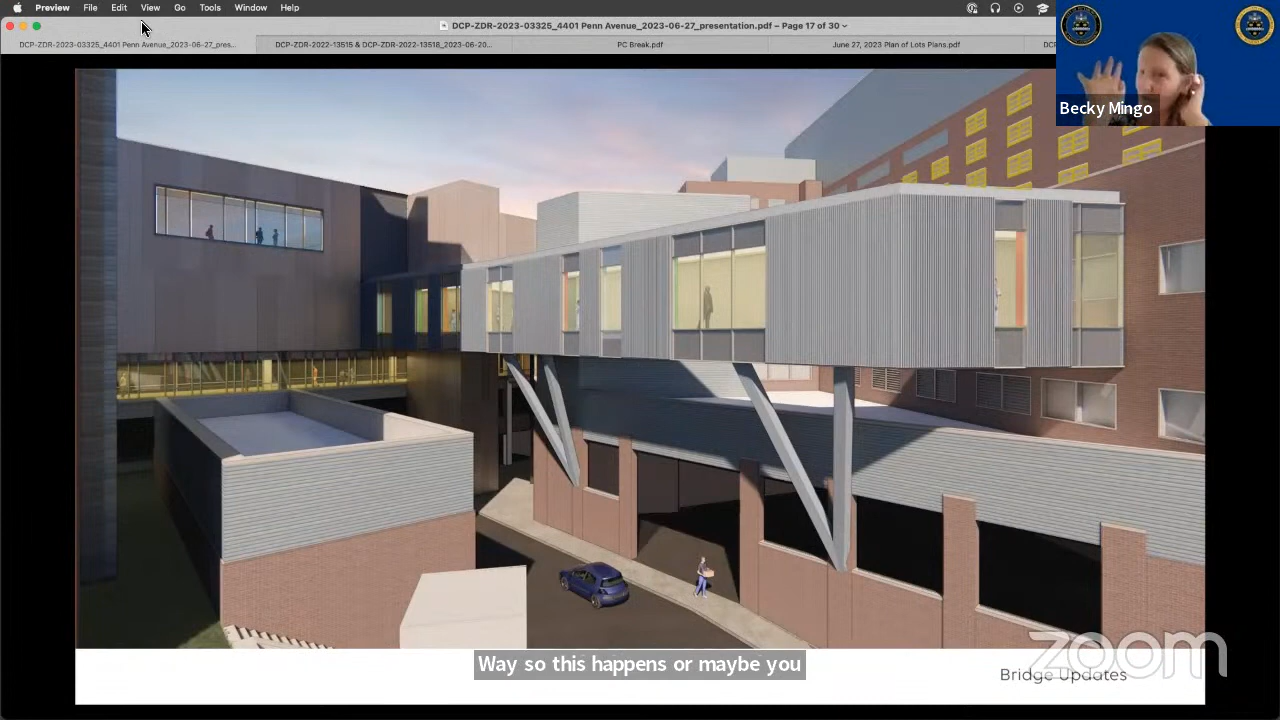 Preview File Edit View Go Tools Window Help
DCP-ZDR-2023-03325_4401 Penn Avenue_2023-06-27_presentation.pdf – Page 17 of 30
DCP-ZDR-2023-03325_4401 Penn Avenue_2023-06-27_pres...
DCP-ZDR-2022-13515 & DCP-ZDR-2022-13518_2023-06-20...
PC Break.pdf
June 27, 2023 Plan of Lots Plans.pdf
Becky Mingo
Way so this happens or maybe you
Bridge Updates
zoom